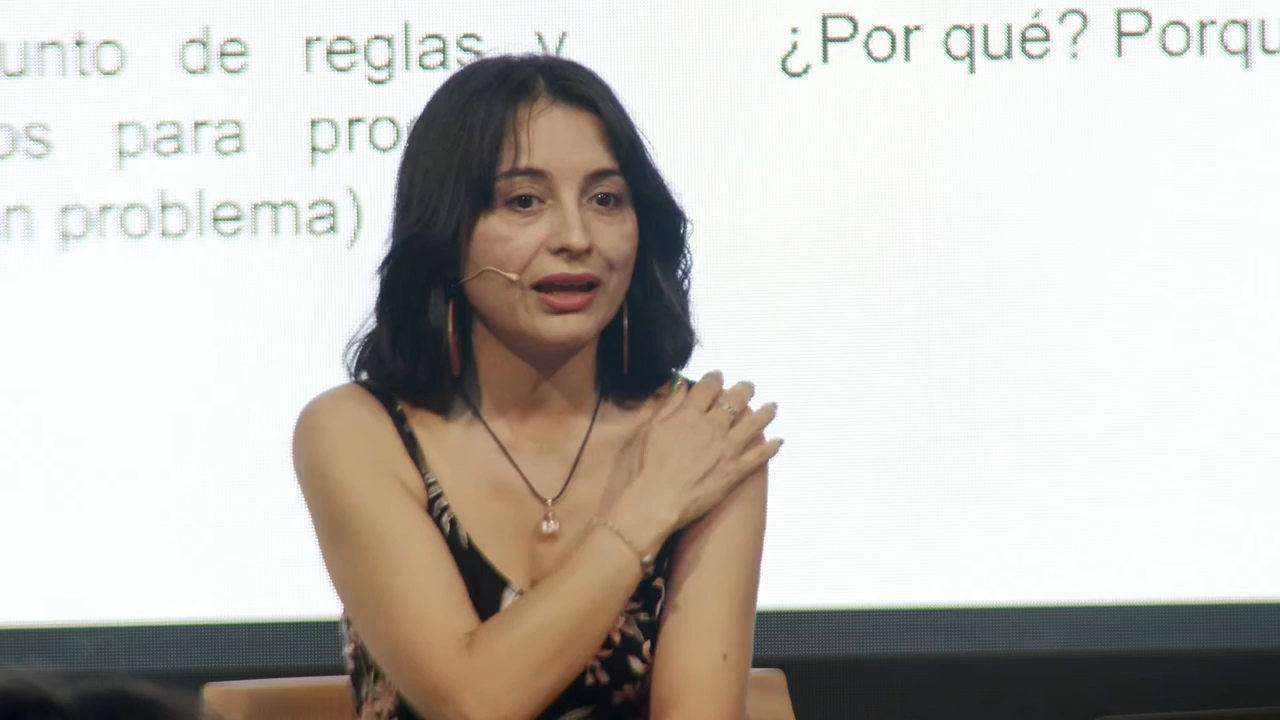 unto de reglas y
os para pro
n problema)
¿Por qué? Porqu